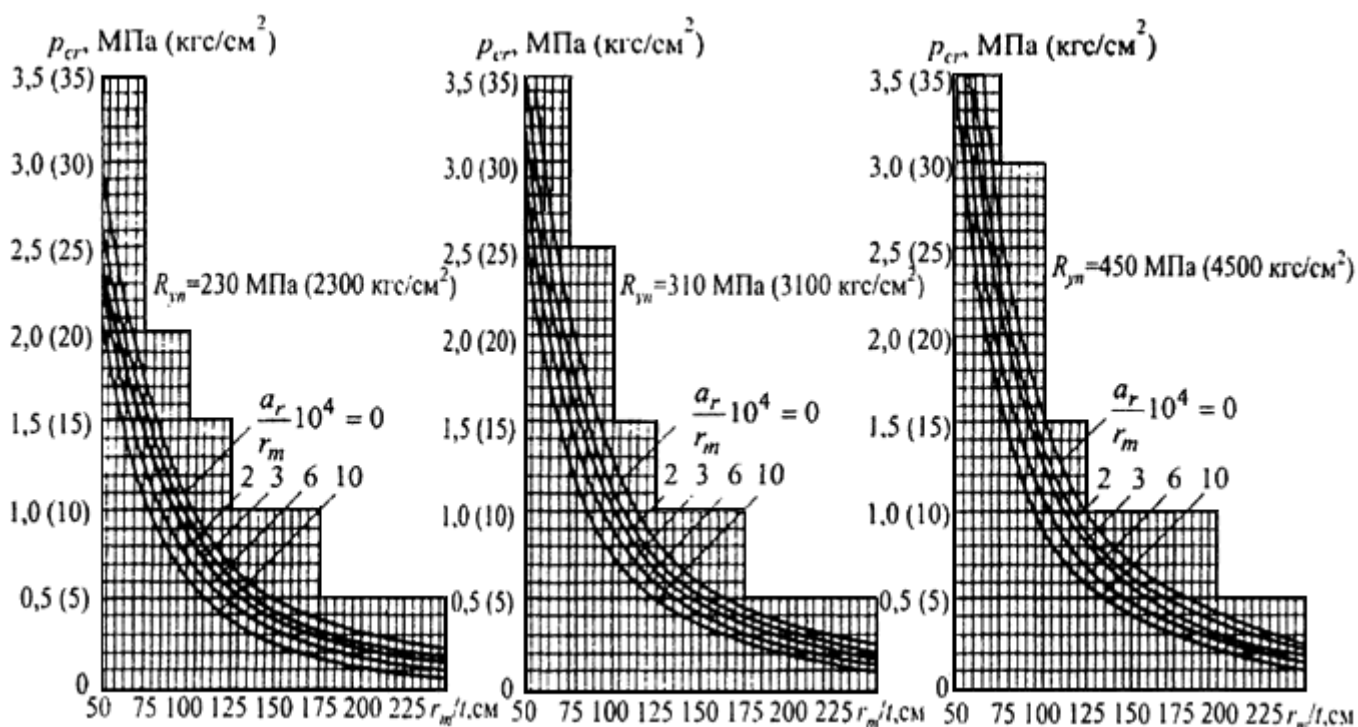 p_cr, МПа (кгс/см²)
3,5 (35)
3.0 (30)
2,5 (25)
R_уп=230 МПа (2300 кгс/см²)
2,0 (20)
1,5 (15)
a_r/r_m 10⁴ = 0
2 3 6 10
1,0 (10)
0,5 (5)
0
50 75 100 125 150 175 200 225 r_m/t,см
p_cr, МПа (кгс/см²)
3,5 (35)
3.0 (30)
2,5 (25)
R_уп=310 МПа (3100 кгс/см²)
2,0 (20)
1,5 (15)
a_r/r_m 10⁴ = 0
2 3 6 10
1,0 (10)
0,5 (5)
0
50 75 100 125 150 175 200 225 r_m/t,см
p_cr, МПа (кгс/см²)
3,5 (35)
3,0 (30)
2,5 (25)
R_уп=450 МПа (4500 кгс/см²)
2,0 (20)
1,5 (15)
a_r/r_m 10⁴ = 0
2 3 6 10
1,0 (10)
0,5 (5)
0
50 75 100 125 150 175 200 225 r_m/t,см